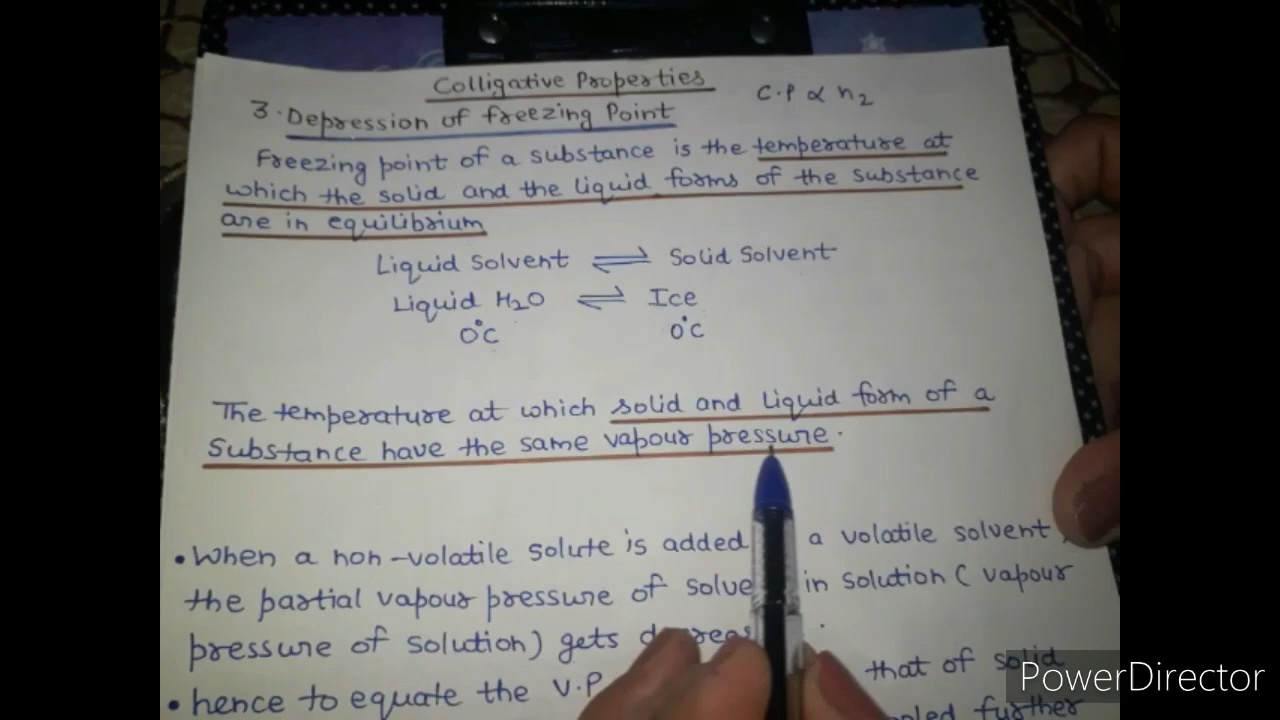 Colligative Properties
C.P ∝ n₂
3. Depression of freezing Point
Freezing point of a substance is the temperature at
which the solid and the liquid forms of the substance
are in equilibrium
Liquid Solvent ⇌ Solid Solvent
Liquid H₂O ⇌ Ice
0°C 0°C
The temperature at which solid and Liquid form of a
Substance have the same vapour pressure.
• When a non-volatile solute is added a volatile solvent,
the partial vapour pressure of in solution ( vapour
pressure of solution) gets
• hence to equate the V.P that of solid
further
PowerDirector